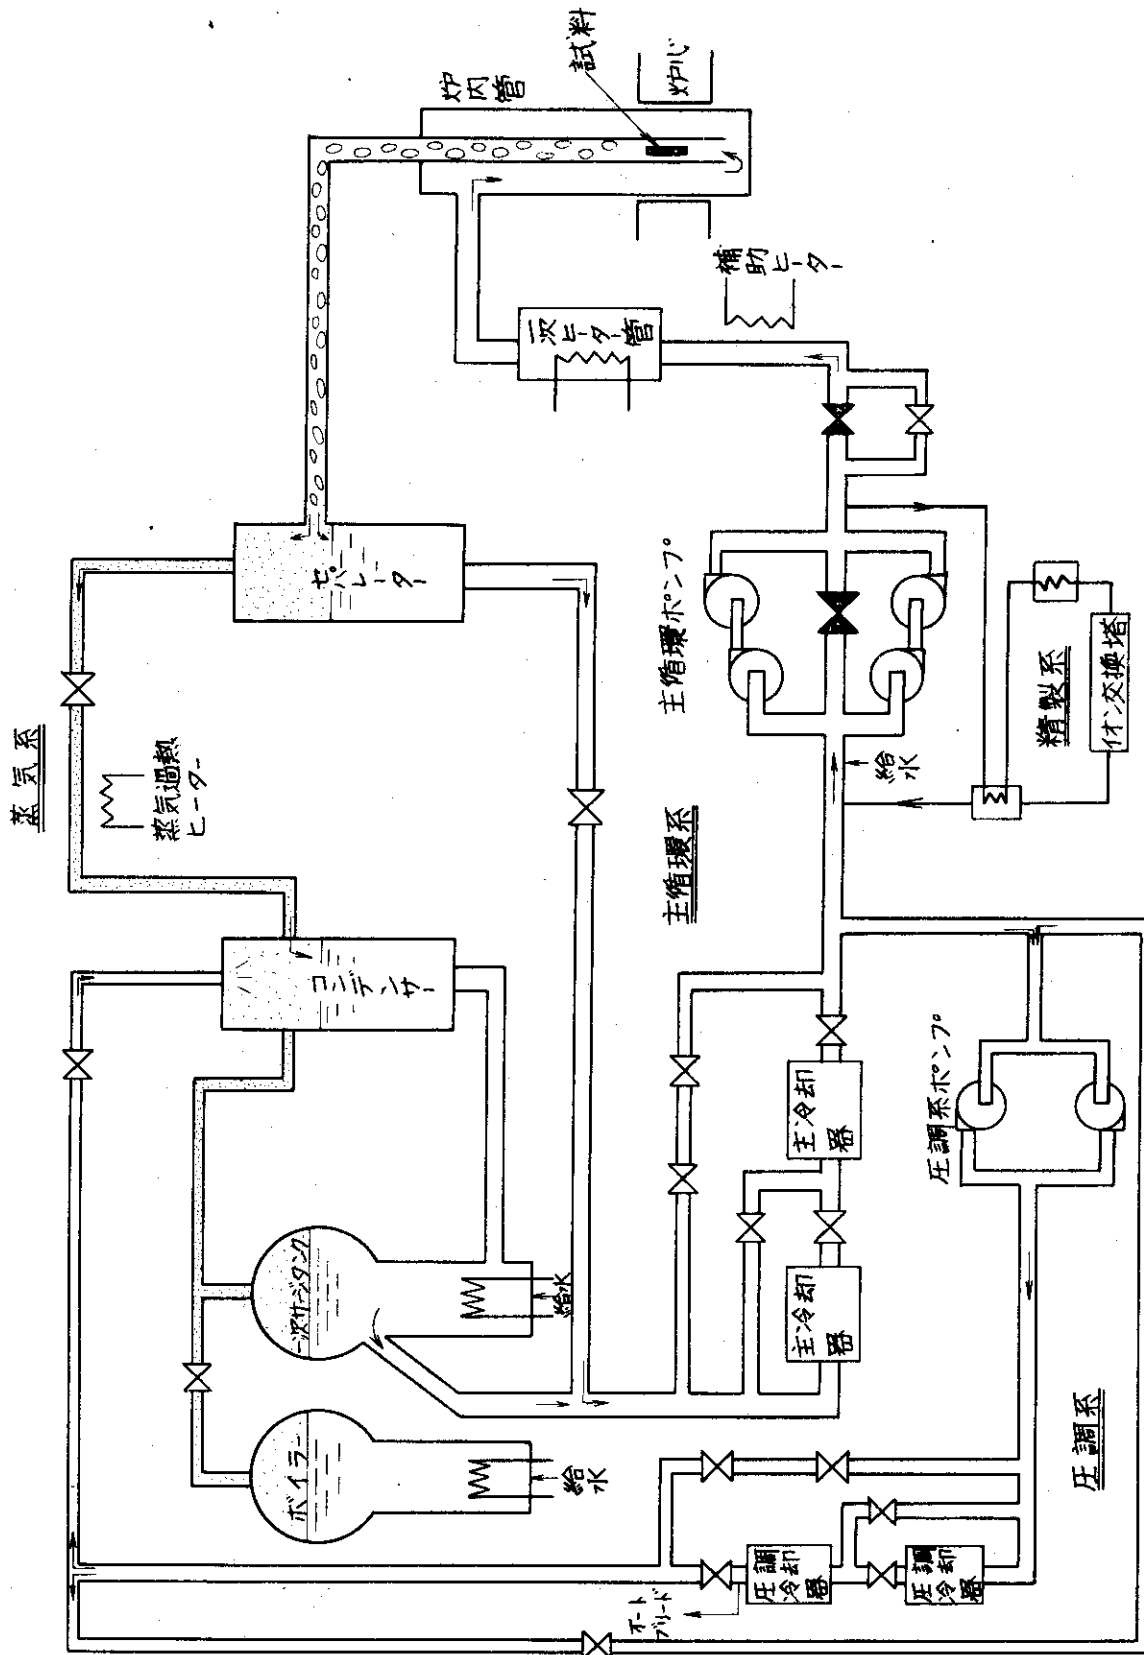 蒸気系
蒸気過熱
ヒーター
セパレーター
コンデンサー
炉内管
試料
炉心
一次ヒーター管
補助ヒーター
主循環ポンプ
主循環系
給水
精製系
イオン交換塔
一次サージタンク
給水
ボイラー
給水
主冷却
器
主冷却
器
圧調系ポンプ
圧調系
圧調
冷却
器
圧調
冷却
器
オート
ブリード